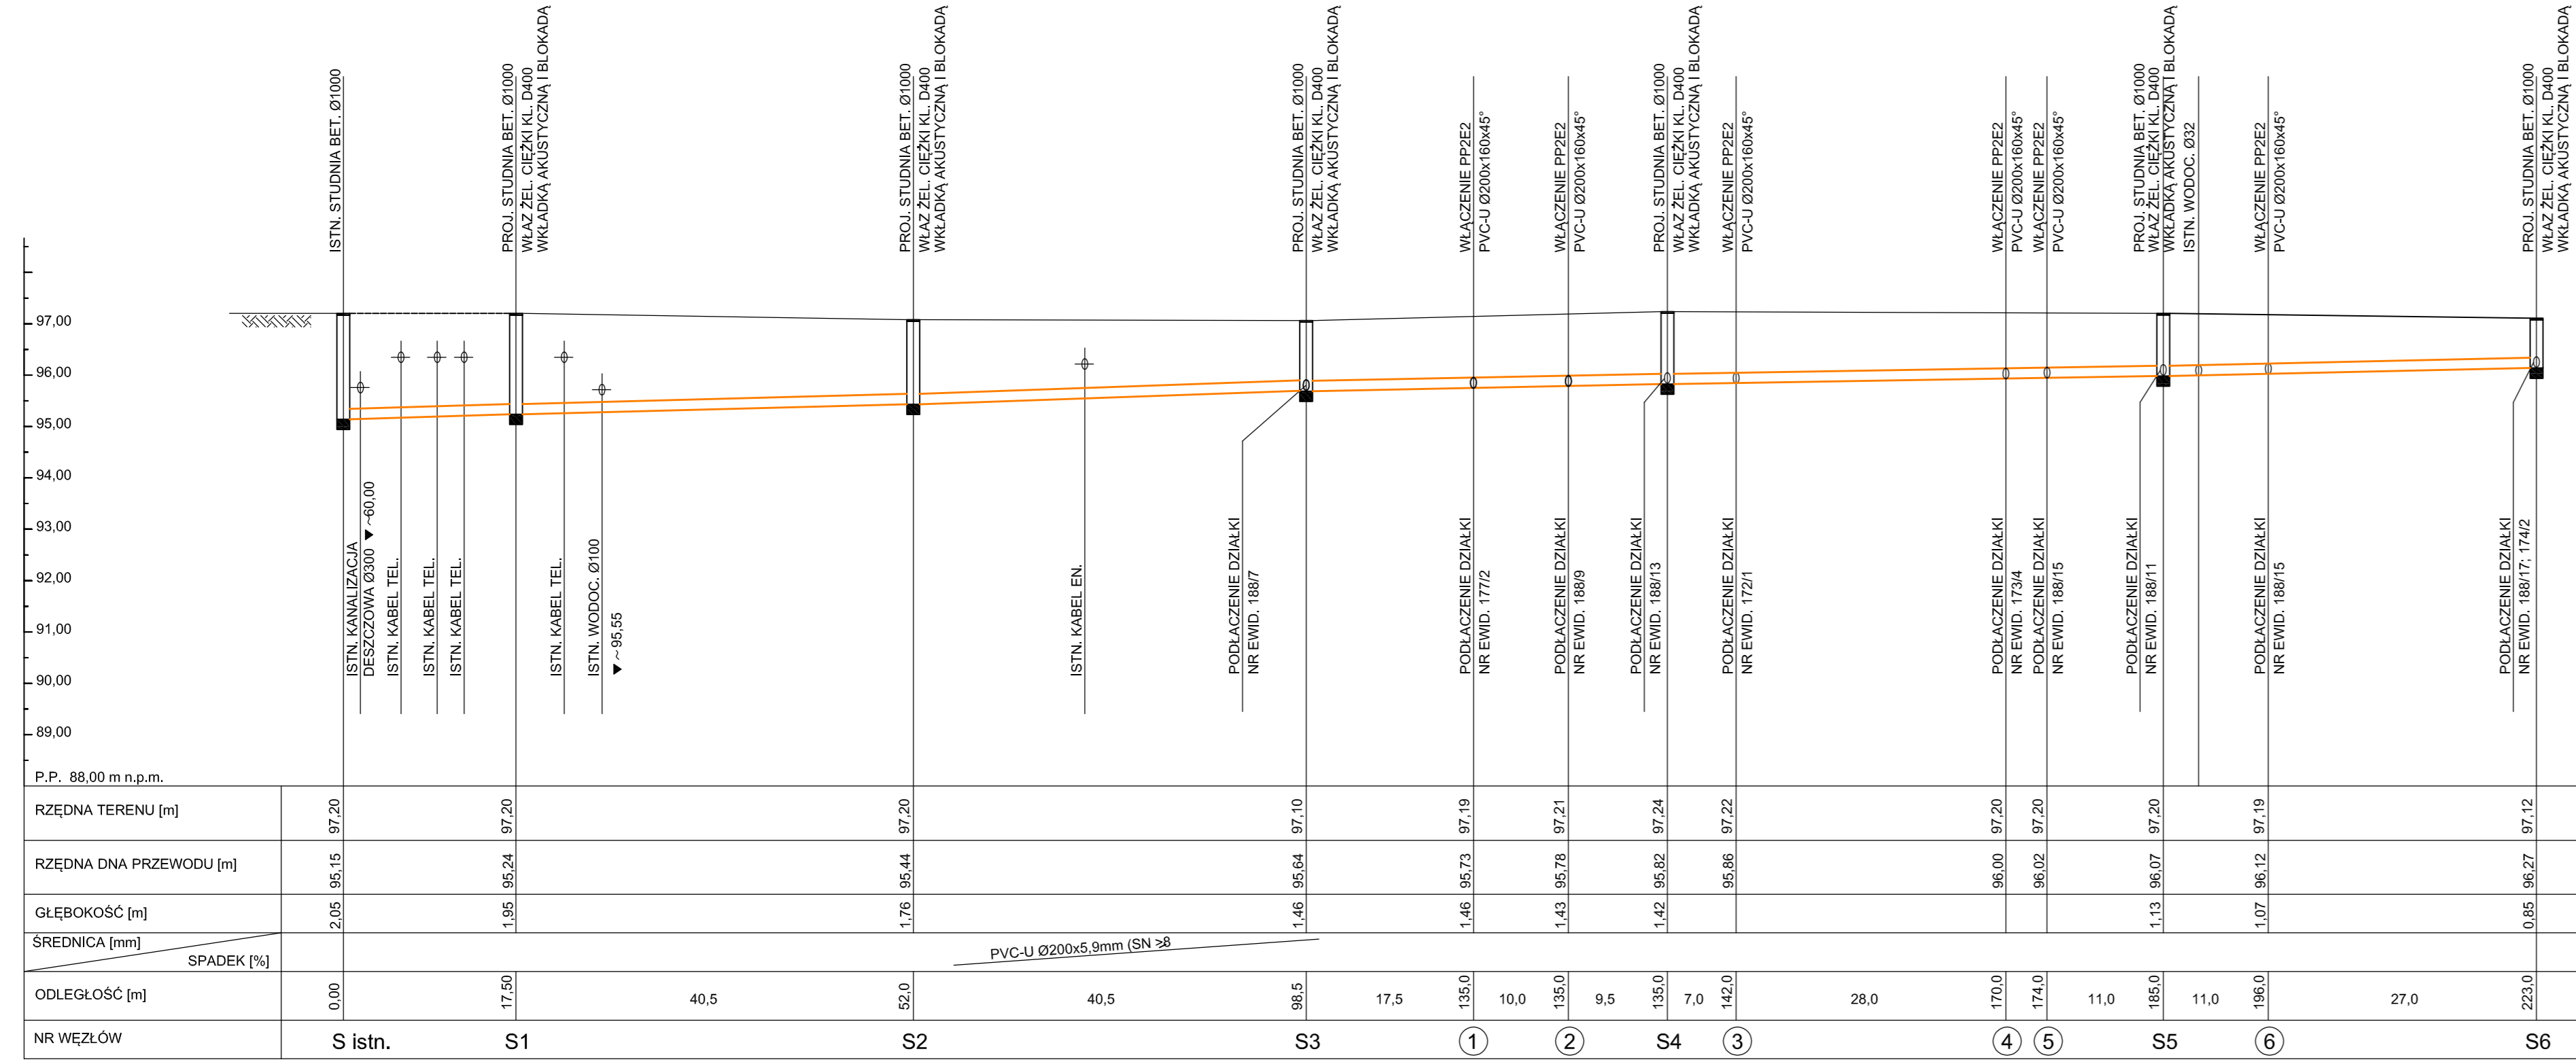 ISTN. STUDNIA BET. Ø1000
PROJ. STUDNIA BET. Ø1000
WŁAZ ŻEL. CIĘŻKI KL. D400
WKŁADKĄ AKUSTYCZNĄ I BLOKADĄ
PROJ. STUDNIA BET. Ø1000
WŁAZ ŻEL. CIĘŻKI KL. D400
WKŁADKĄ AKUSTYCZNĄ I BLOKADĄ
PROJ. STUDNIA BET. Ø1000
WŁAZ ŻEL. CIĘŻKI KL. D400
WKŁADKĄ AKUSTYCZNĄ I BLOKADĄ
WŁĄCZENIE PP2E2
PVC-U Ø200x160x45°
WŁĄCZENIE PP2E2
PVC-U Ø200x160x45°
PROJ. STUDNIA BET. Ø1000
WŁAZ ŻEL. CIĘŻKI KL. D400
WKŁADKĄ AKUSTYCZNĄ I BLOKADĄ
WŁĄCZENIE PP2E2
PVC-U Ø200x160x45°
WŁĄCZENIE PP2E2
PVC-U Ø200x160x45°
WŁĄCZENIE PP2E2
PVC-U Ø200x160x45°
PROJ. STUDNIA BET. Ø1000
WŁAZ ŻEL. CIĘŻKI KL. D400
WKŁADKĄ AKUSTYCZNĄ I BLOKADĄ
ISTN. WODOC. Ø32
WŁĄCZENIE PP2E2
PVC-U Ø200x160x45°
PROJ. STUDNIA BET. Ø1000
WŁAZ ŻEL. CIĘŻKI KL. D400
WKŁADKĄ AKUSTYCZNĄ I BLOKADĄ
97,00
96,00
95,00
94,00
93,00
92,00
91,00
90,00
89,00
P.P. 88,00 m n.p.m.
ISTN. KANALIZACJA
DESZCZOWA Ø300 ▼ ~60,00
ISTN. KABEL TEL.
ISTN. KABEL TEL.
ISTN. KABEL TEL.
ISTN. KABEL TEL.
ISTN. WODOC. Ø100
▼ ~95,55
ISTN. KABEL EN.
PODŁACZENIE DZIAŁKI
NR EWID. 188/7
PODŁACZENIE DZIAŁKI
NR EWID. 177/2
PODŁACZENIE DZIAŁKI
NR EWID. 188/9
PODŁACZENIE DZIAŁKI
NR EWID. 188/13
PODŁACZENIE DZIAŁKI
NR EWID. 172/1
PODŁACZENIE DZIAŁKI
NR EWID. 173/4
PODŁACZENIE DZIAŁKI
NR EWID. 188/15
PODŁACZENIE DZIAŁKI
NR EWID. 188/11
PODŁACZENIE DZIAŁKI
NR EWID. 188/15
PODŁACZENIE DZIAŁKI
NR EWID. 188/17; 174/2
RZĘDNA TERENU [m] 97,20 97,20 97,20 97,10 97,19 97,21 97,24 97,22 97,20 97,20 97,20 97,19 97,12
RZĘDNA DNA PRZEWODU [m] 95,15 95,24 95,44 95,64 95,73 95,78 95,82 95,86 96,00 96,02 96,07 96,12 96,27
GŁĘBOKOŚĆ [m] 2,05 1,95 1,76 1,46 1,46 1,43 1,42 1,13 1,07 0,85
ŚREDNICA [mm]
SPADEK [%]
PVC-U Ø200x5,9mm (SN >8
ODLEGŁOŚĆ [m] 0,00 17,50 40,5 52,0 40,5 98,5 17,5 135,0 10,0 135,0 9,5 135,0 7,0 142,0 28,0 170,0 174,0 11,0 185,0 11,0 196,0 27,0 223,0
NR WĘZŁÓW S istn. S1 S2 S3 1 2 S4 3 4 5 S5 6 S6